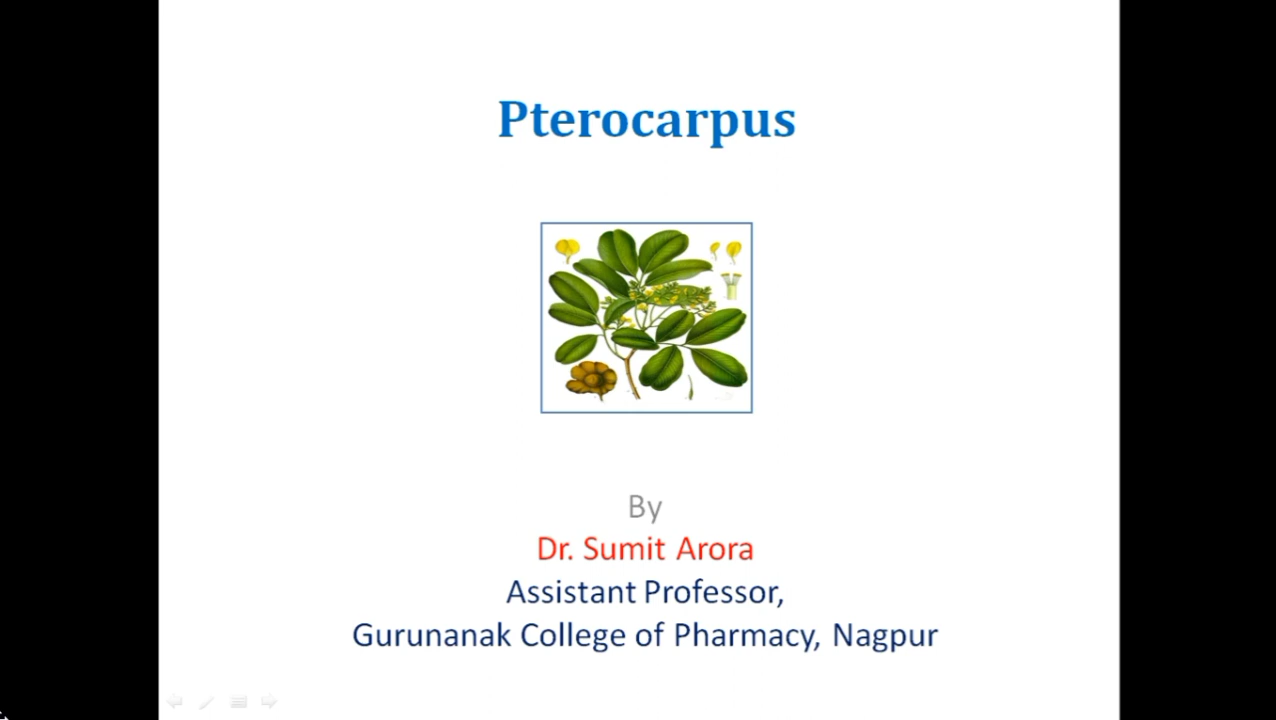 Pterocarpus
By
Dr. Sumit Arora
Assistant Professor,
Gurunanak College of Pharmacy, Nagpur